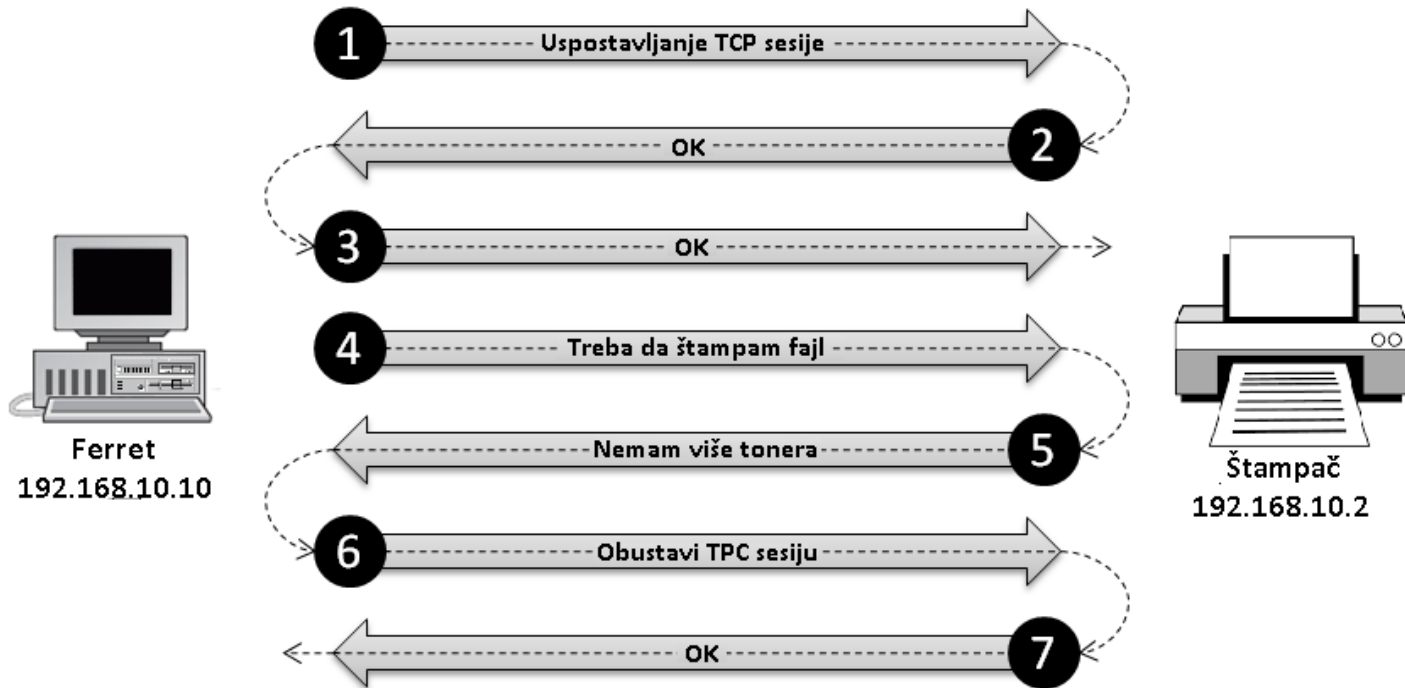 1 Uspostavljanje TCP sesije
OK 2
3 OK
4 Treba da štampam fajl
Nemam više tonera 5
6 Obustavi TPC sesiju
OK 7
Ferret
192.168.10.10
Štampač
192.168.10.2